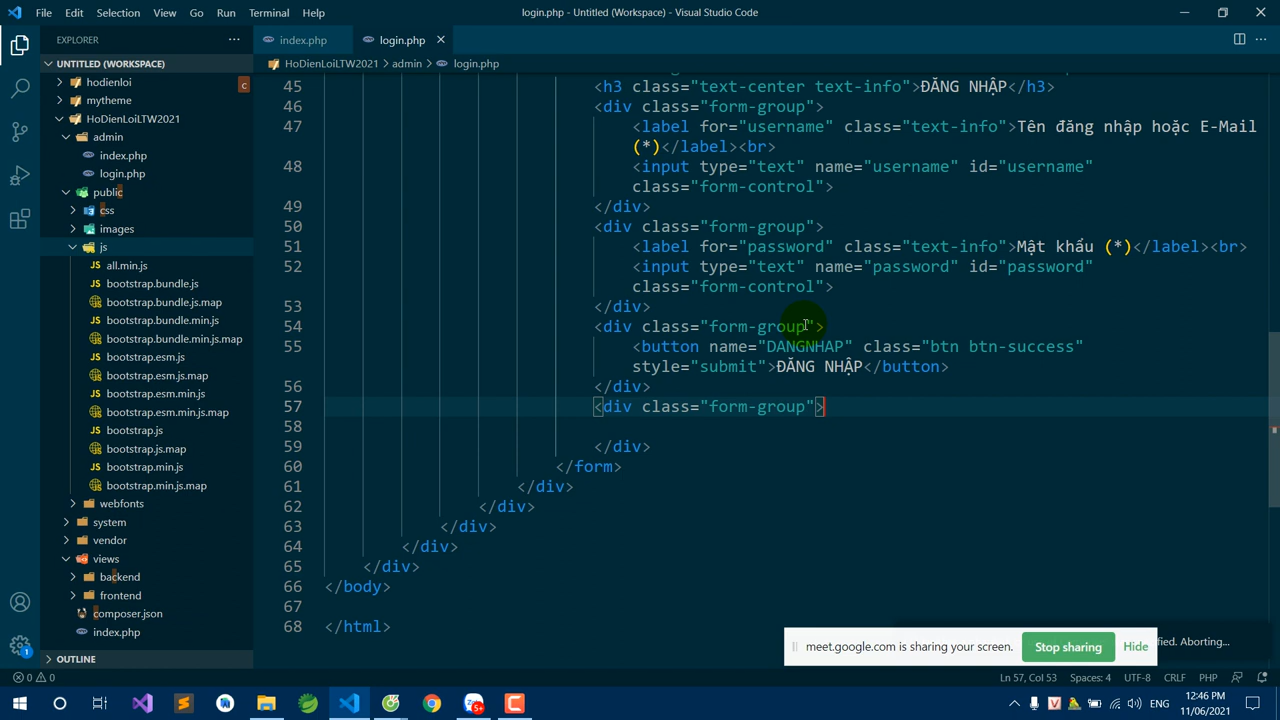 File Edit Selection View Go Run Terminal Help
login.php - Untitled (Workspace) - Visual Studio Code
EXPLORER
index.php
login.php
UNTITLED (WORKSPACE)
HoDienLoiLTW2021 > admin > login.php
hodienloi
c
mytheme
HoDienLoiLTW2021
admin
index.php
login.php
public
css
images
js
all.min.js
bootstrap.bundle.js
bootstrap.bundle.js.map
bootstrap.bundle.min.js
bootstrap.bundle.min.js.map
bootstrap.esm.js
bootstrap.esm.js.map
bootstrap.esm.min.js
bootstrap.esm.min.js.map
bootstrap.js
bootstrap.js.map
bootstrap.min.js
bootstrap.min.js.map
webfonts
system
vendor
views
backend
frontend
composer.json
index.php
OUTLINE
45 <h3 class="text-center text-info">ĐĂNG NHẬP</h3>
46 <div class="form-group">
47 <label for="username" class="text-info">Tên đăng nhập hoặc E-Mail
(*)</label><br>
48 <input type="text" name="username" id="username"
class="form-control">
49 </div>
50 <div class="form-group">
51 <label for="password" class="text-info">Mật khẩu (*)</label><br>
52 <input type="text" name="password" id="password"
class="form-control">
53 </div>
54 <div class="form-group">
55 <button name="DANGNHAP" class="btn btn-success"
style="submit">ĐĂNG NHẬP</button>
56 </div>
57 <div class="form-group">
58
59 </div>
60 </form>
61 </div>
62 </div>
63 </div>
64 </div>
65 </div>
66 </body>
67
68 </html>
meet.google.com is sharing your screen.
Stop sharing
Hide
fied. Aborting...
1
0 0
Ln 57, Col 53
Spaces: 4
UTF-8
CRLF
PHP
5+
ENG
12:46 PM
11/06/2021